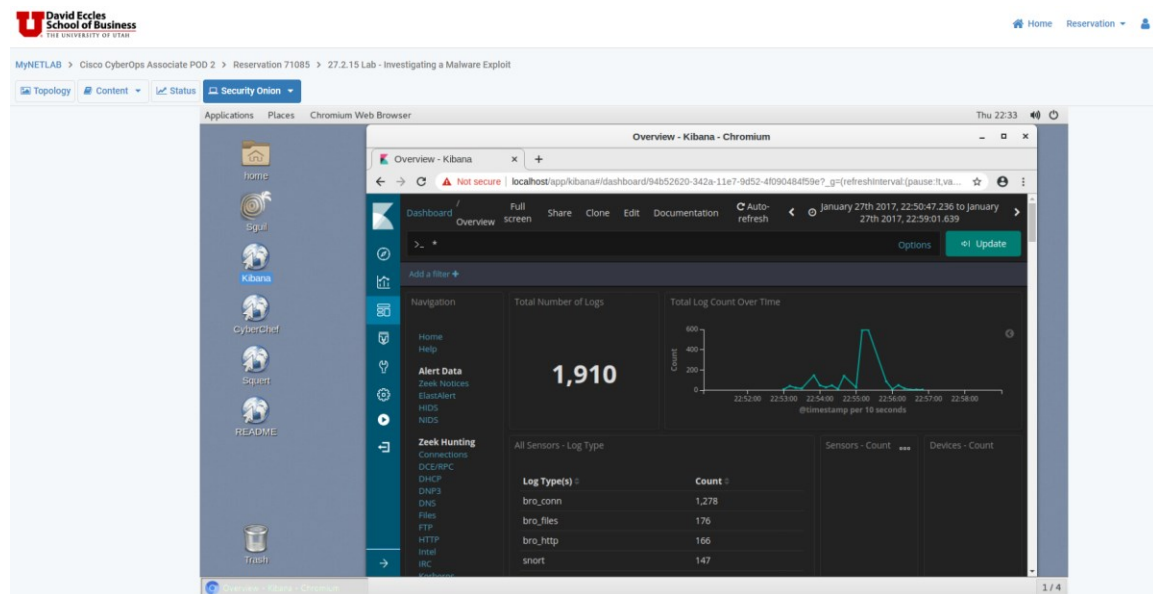 David Eccles
School of Business
THE UNIVERSITY OF UTAH
Home Reservation
MyNETLAB > Cisco CyberOps Associate POD 2 > Reservation 71085 > 27.2.15 Lab - Investigating a Malware Exploit
Topology Content Status Security Onion
Applications Places Chromium Web Browser Thu 22:33
Overview - Kibana - Chromium
Overview - Kibana
Not secure localhost/app/kibana#/dashboard/94b52620-342a-11e7-9d52-4f090484f59e?_g=(refreshInterval:(pause:!t,va...
Dashboard / Overview Full screen Share Clone Edit Documentation Auto-refresh January 27th 2017, 22:50:47.236 to January 27th 2017, 22:59:01.639
>_ * Options Update
Add a filter +
home
Sguil
Kibana
CyberChef
Squert
README
Trash
Navigation
Home
Help
Alert Data
Zeek Notices
ElastAlert
HIDS
NIDS
Zeek Hunting
Connections
DCE/RPC
DHCP
DNP3
DNS
Files
FTP
HTTP
Intel
IRC
Kerberos
Total Number of Logs
1,910
Total Log Count Over Time
Count
600
400
200
0
22:52:00 22:53:00 22:54:00 22:55:00 22:56:00 22:57:00 22:58:00
@timestamp per 10 seconds
All Sensors - Log Type
Log Type(s) Count
bro_conn 1,278
bro_files 176
bro_http 166
snort 147
Sensors - Count
Devices - Count
Overview - Kibana - Chromium
1 / 4